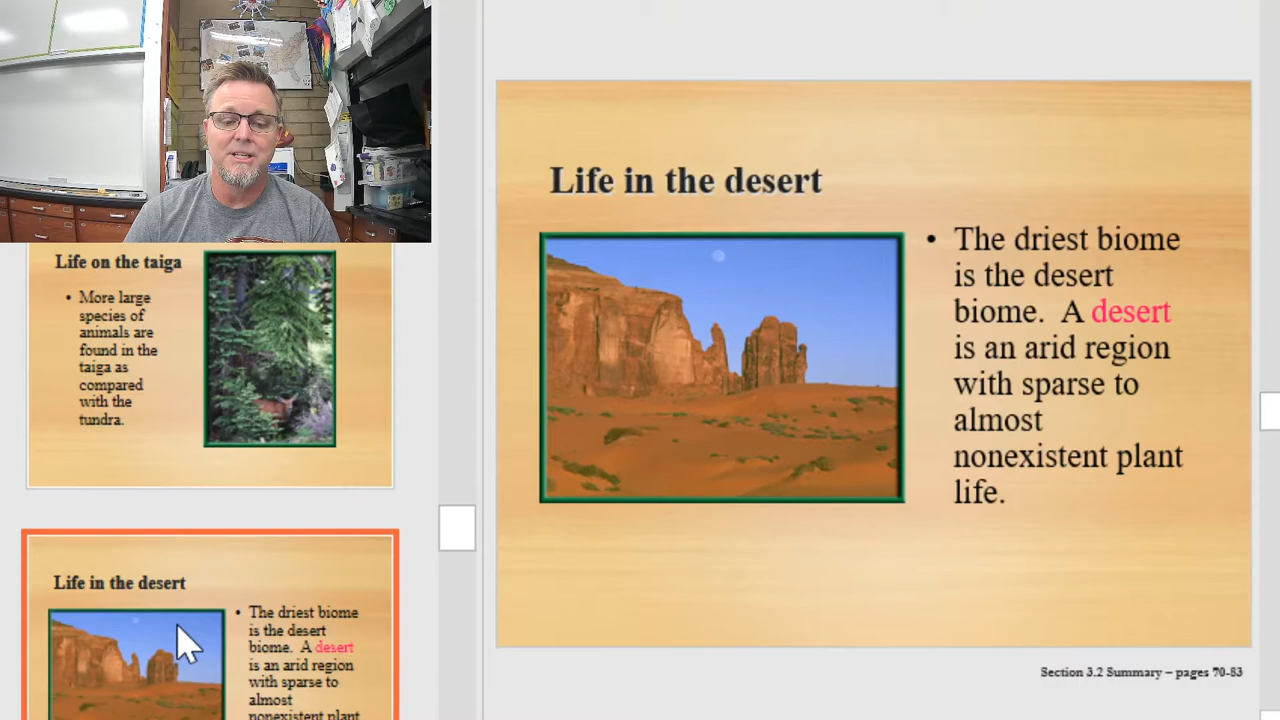 Life on the taiga
• More large
species of
animals are
found in the
taiga as
compared
with the
tundra.
Life in the desert
• The driest biome
is the desert
biome. A desert
is an arid region
with sparse to
almost
nonexistent plant
Life in the desert
• The driest biome
is the desert
biome. A desert
is an arid region
with sparse to
almost
nonexistent plant
life.
Section 3.2 Summary – pages 70-83